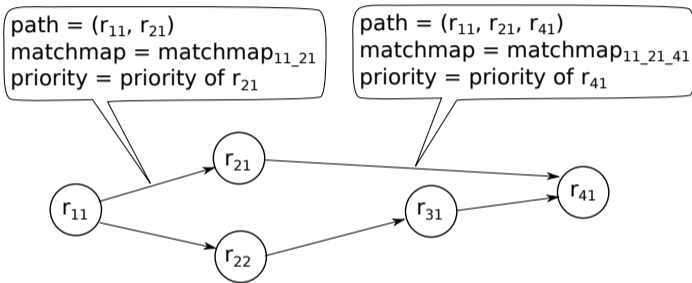 path = (r₁₁, r₂₁)
matchmap = matchmap₁₁_₂₁
priority = priority of r₂₁
path = (r₁₁, r₂₁, r₄₁)
matchmap = matchmap₁₁_₂₁_₄₁
priority = priority of r₄₁
r₂₁
r₄₁
r₁₁
r₃₁
r₂₂